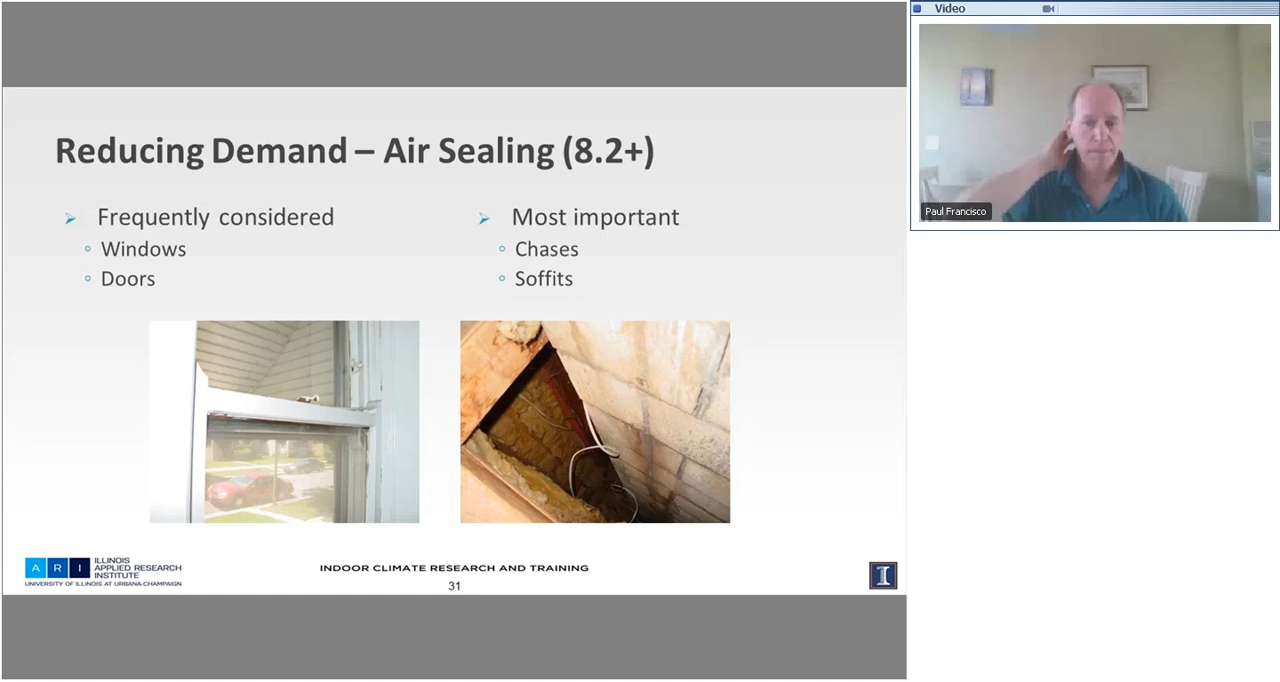 Video
Reducing Demand – Air Sealing (8.2+)
Frequently considered
Windows
Doors
Most important
Chases
Soffits
Paul Francisco
ARI ILLINOIS
APPLIED RESEARCH
INSTITUTE
UNIVERSITY OF ILLINOIS AT URBANA-CHAMPAIGN
INDOOR CLIMATE RESEARCH AND TRAINING
31
I